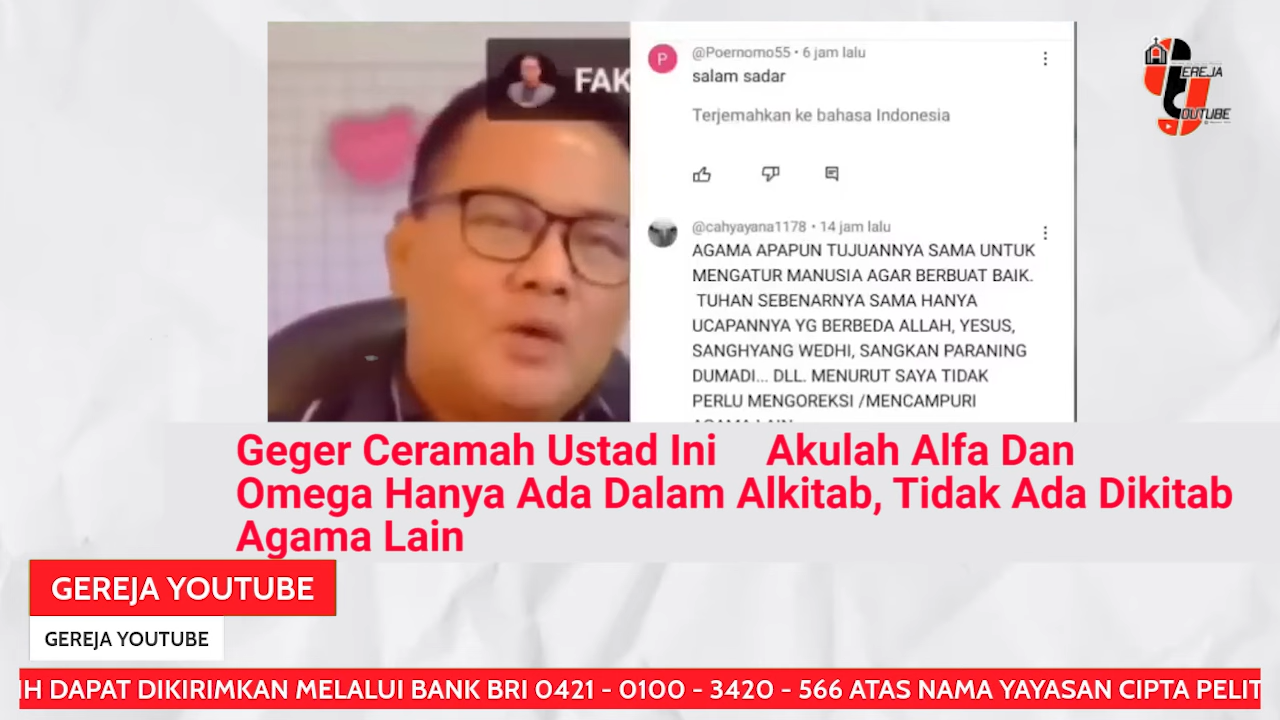 FAK
P
@Poernomo55 • 6 jam lalu
salam sadar
Terjemahkan ke bahasa Indonesia
@cahyayana1178 • 14 jam lalu
AGAMA APAPUN TUJUANNYA SAMA UNTUK
MENGATUR MANUSIA AGAR BERBUAT BAIK.
TUHAN SEBENARNYA SAMA HANYA
UCAPANNYA YG BERBEDA ALLAH, YESUS,
SANGHYANG WEDHI, SANGKAN PARANING
DUMADI... DLL. MENURUT SAYA TIDAK
PERLU MENGOREKSI /MENCAMPURI
AGAMA LAIN
GEREJA
YOUTUBE
Geger Ceramah Ustad Ini Akulah Alfa Dan
Omega Hanya Ada Dalam Alkitab, Tidak Ada Dikitab
Agama Lain
GEREJA YOUTUBE
GEREJA YOUTUBE
IH DAPAT DIKIRIMKAN MELALUI BANK BRI 0421 - 0100 - 3420 - 566 ATAS NAMA YAYASAN CIPTA PELIT